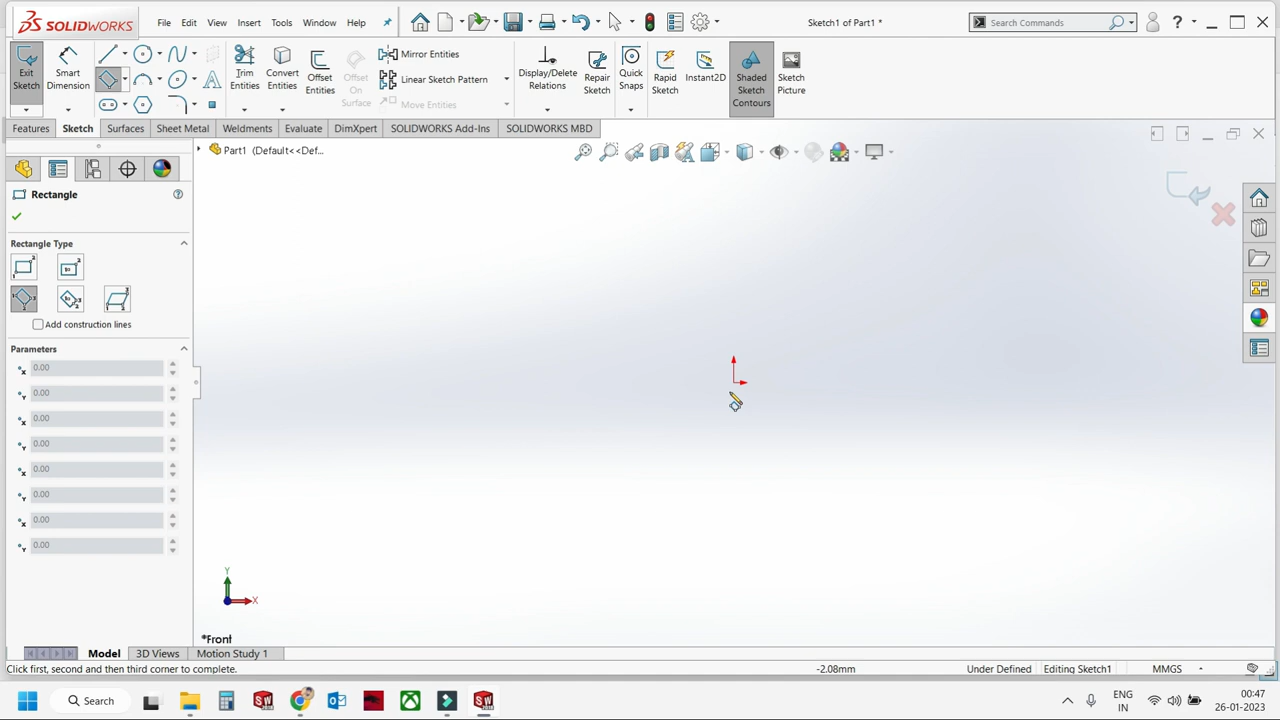 SOLIDWORKS
File Edit View Insert Tools Window Help
Sketch1 of Part1 *
Search Commands
Exit Sketch
Smart Dimension
Trim Entities
Convert Entities
Offset Entities
Offset On Surface
Mirror Entities
Linear Sketch Pattern
Move Entities
Display/Delete Relations
Repair Sketch
Quick Snaps
Rapid Sketch
Instant2D
Shaded Sketch Contours
Sketch Picture
Features Sketch Surfaces Sheet Metal Weldments Evaluate DimXpert SOLIDWORKS Add-Ins SOLIDWORKS MBD
Part1 (Default<<Def...
Rectangle
Rectangle Type
Add construction lines
Parameters
x 0.00
Y 0.00
x 0.00
Y 0.00
x 0.00
Y 0.00
x 0.00
Y 0.00
Y
X
*Front
Model 3D Views Motion Study 1
Click first, second and then third corner to complete.
-2.08mm Under Defined Editing Sketch1 MMGS
Search
ENG
IN
00:47
26-01-2023